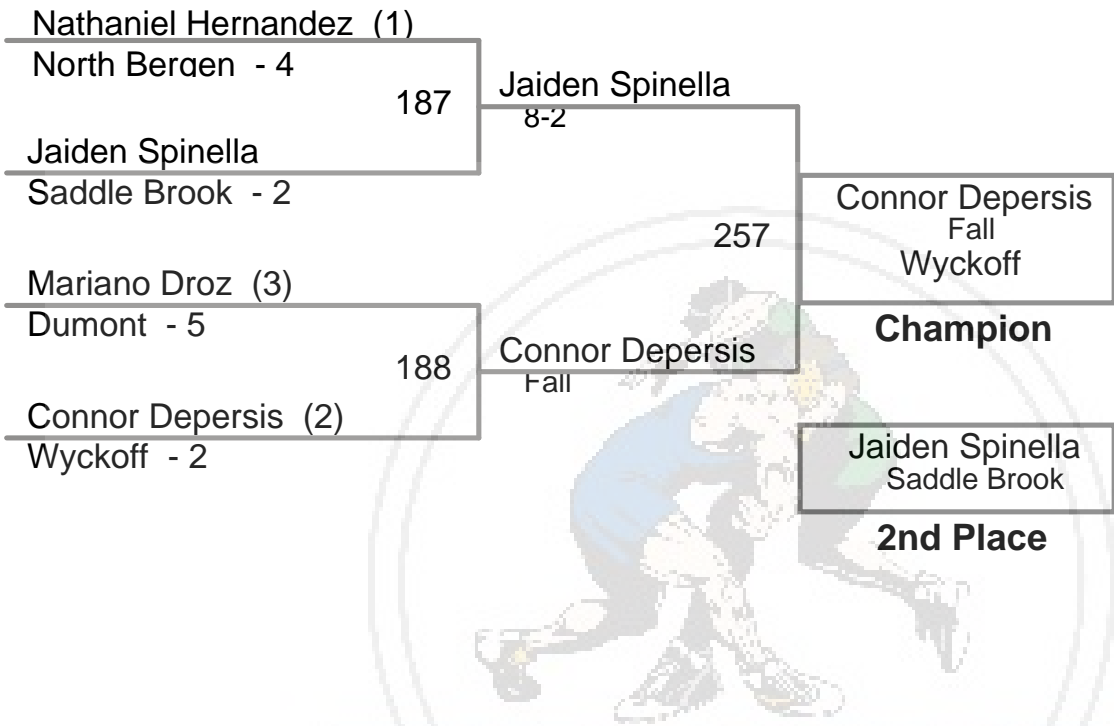 Nathaniel Hernandez (1)
North Bergen - 4
187
Jaiden Spinella
8-2
Jaiden Spinella
Saddle Brook - 2
257
Connor Depersis
Fall
Wyckoff
Champion
Mariano Droz (3)
Dumont - 5
188
Connor Depersis
Fall
Connor Depersis (2)
Wyckoff - 2
Jaiden Spinella
Saddle Brook
2nd Place